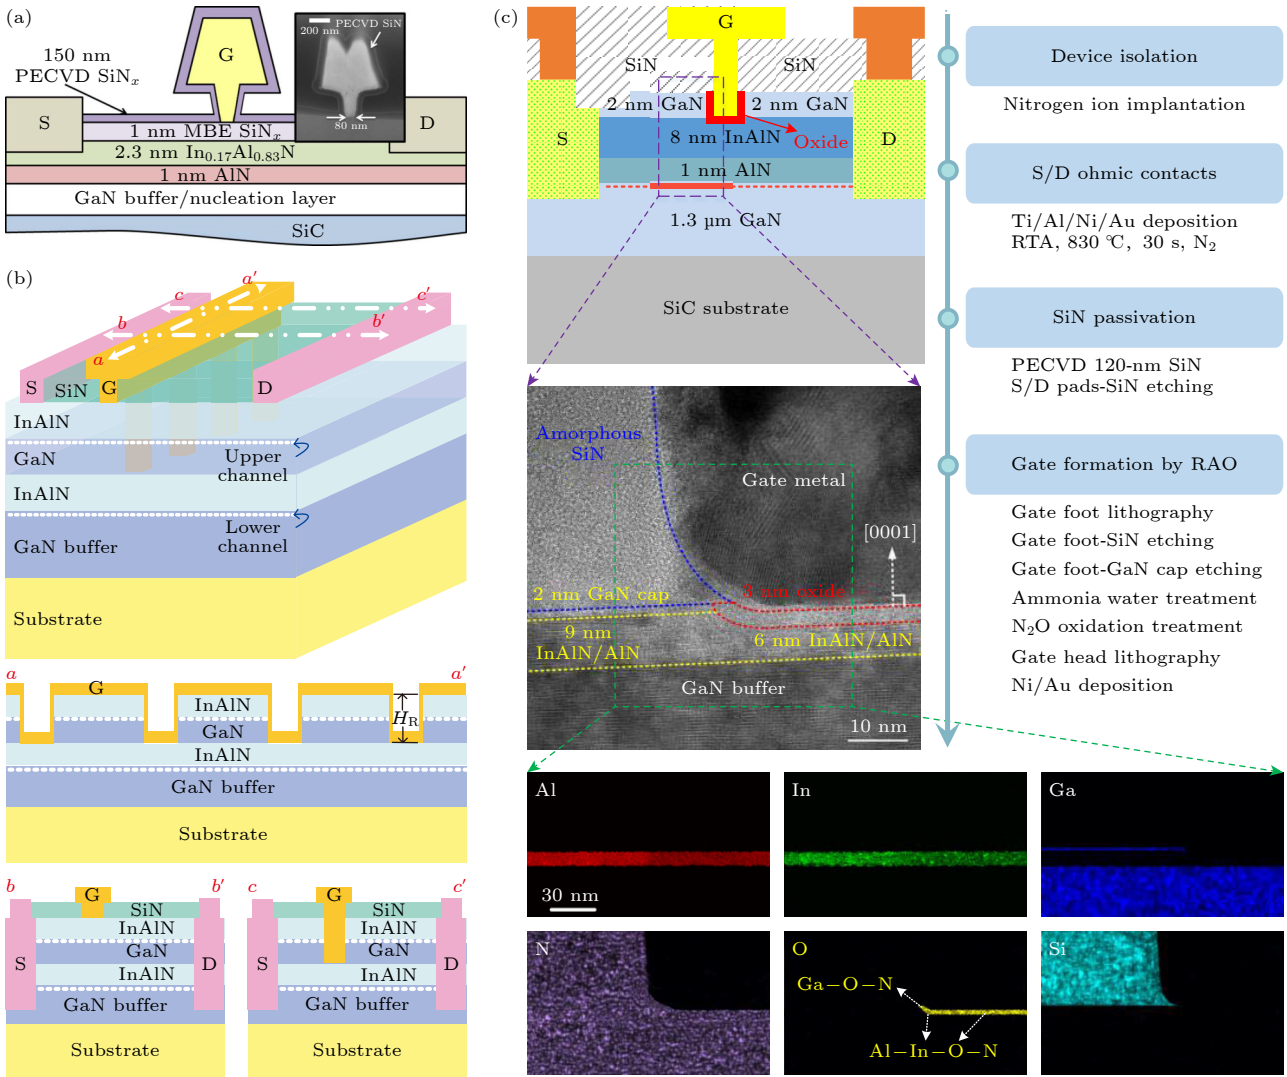 (a)
150 nm
PECVD SiNₓ
G
200 nm
PECVD SiN
80 nm
S
D
1 nm MBE SiNₓ
2.3 nm In₀.₁₇Al₀.₈₃N
1 nm AlN
GaN buffer/nucleation layer
SiC
(b)
a′
c
c′
b
b′
a
S
SiN
G
D
InAlN
GaN
Upper
channel
InAlN
Lower
channel
GaN buffer
Substrate
a
a′
G
InAlN
H_R
GaN
InAlN
GaN buffer
Substrate
b
b′
G
SiN
InAlN
GaN
S
D
InAlN
GaN buffer
Substrate
c
c′
G
SiN
InAlN
GaN
S
D
InAlN
GaN buffer
Substrate
(c)
G
SiN
SiN
2 nm GaN
2 nm GaN
S
D
8 nm InAlN
Oxide
1 nm AlN
1.3 µm GaN
SiC substrate
Amorphous
SiN
Gate metal
[0001]
2 nm GaN cap
3 nm oxide
9 nm
InAlN/AlN
6 nm InAlN/AlN
GaN buffer
10 nm
Al
30 nm
In
Ga
N
O
Ga−O−N
Al−In−O−N
Si
Device isolation
Nitrogen ion implantation
S/D ohmic contacts
Ti/Al/Ni/Au deposition
RTA, 830 ℃, 30 s, N₂
SiN passivation
PECVD 120-nm SiN
S/D pads-SiN etching
Gate formation by RAO
Gate foot lithography
Gate foot-SiN etching
Gate foot-GaN cap etching
Ammonia water treatment
N₂O oxidation treatment
Gate head lithography
Ni/Au deposition